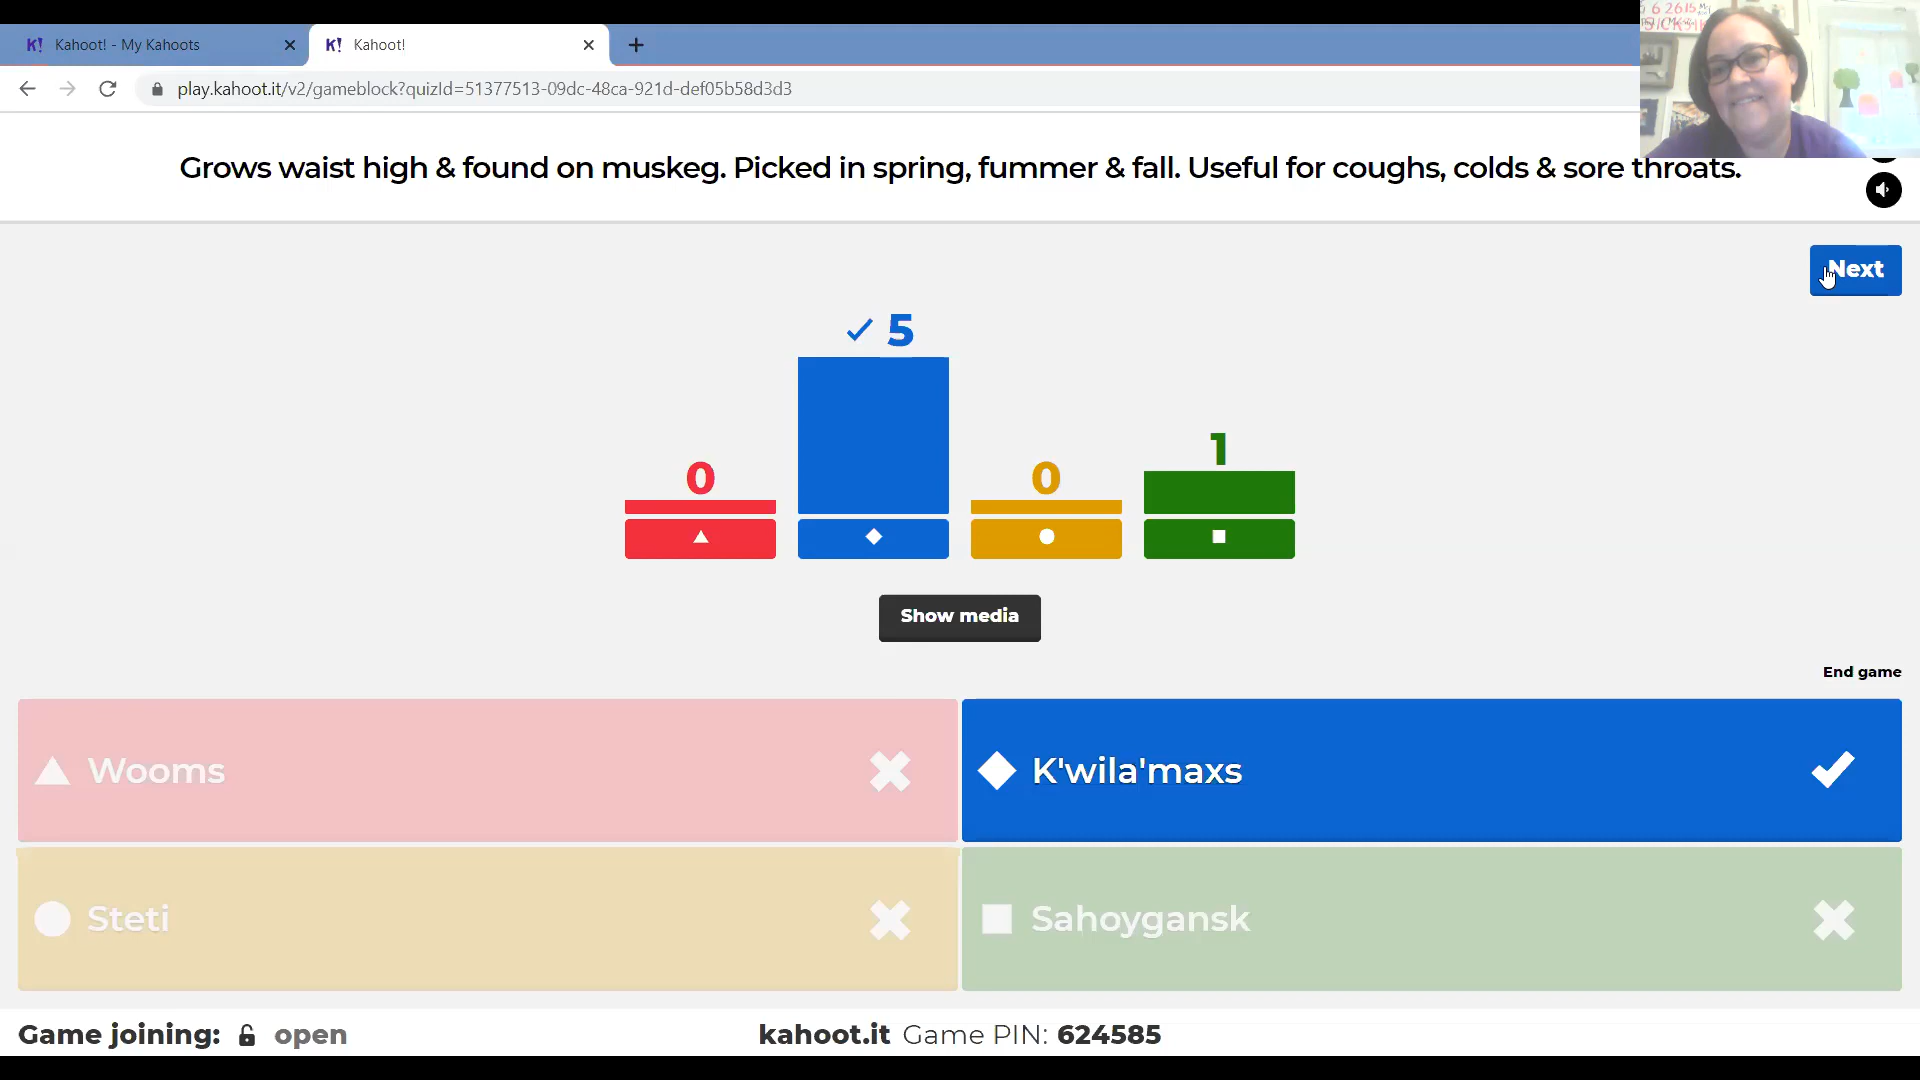 K! Kahoot! - My Kahoots
K! Kahoot!
play.kahoot.it/v2/gameblock?quizId=51377513-09dc-48ca-921d-def05b58d3d3
Grows waist high & found on muskeg. Picked in spring, fummer & fall. Useful for coughs, colds & sore throats.
Next
5
0
0
1
Show media
End game
Wooms
K'wila'maxs
Steti
Sahoygansk
Game joining: open
kahoot.it Game PIN: 624585